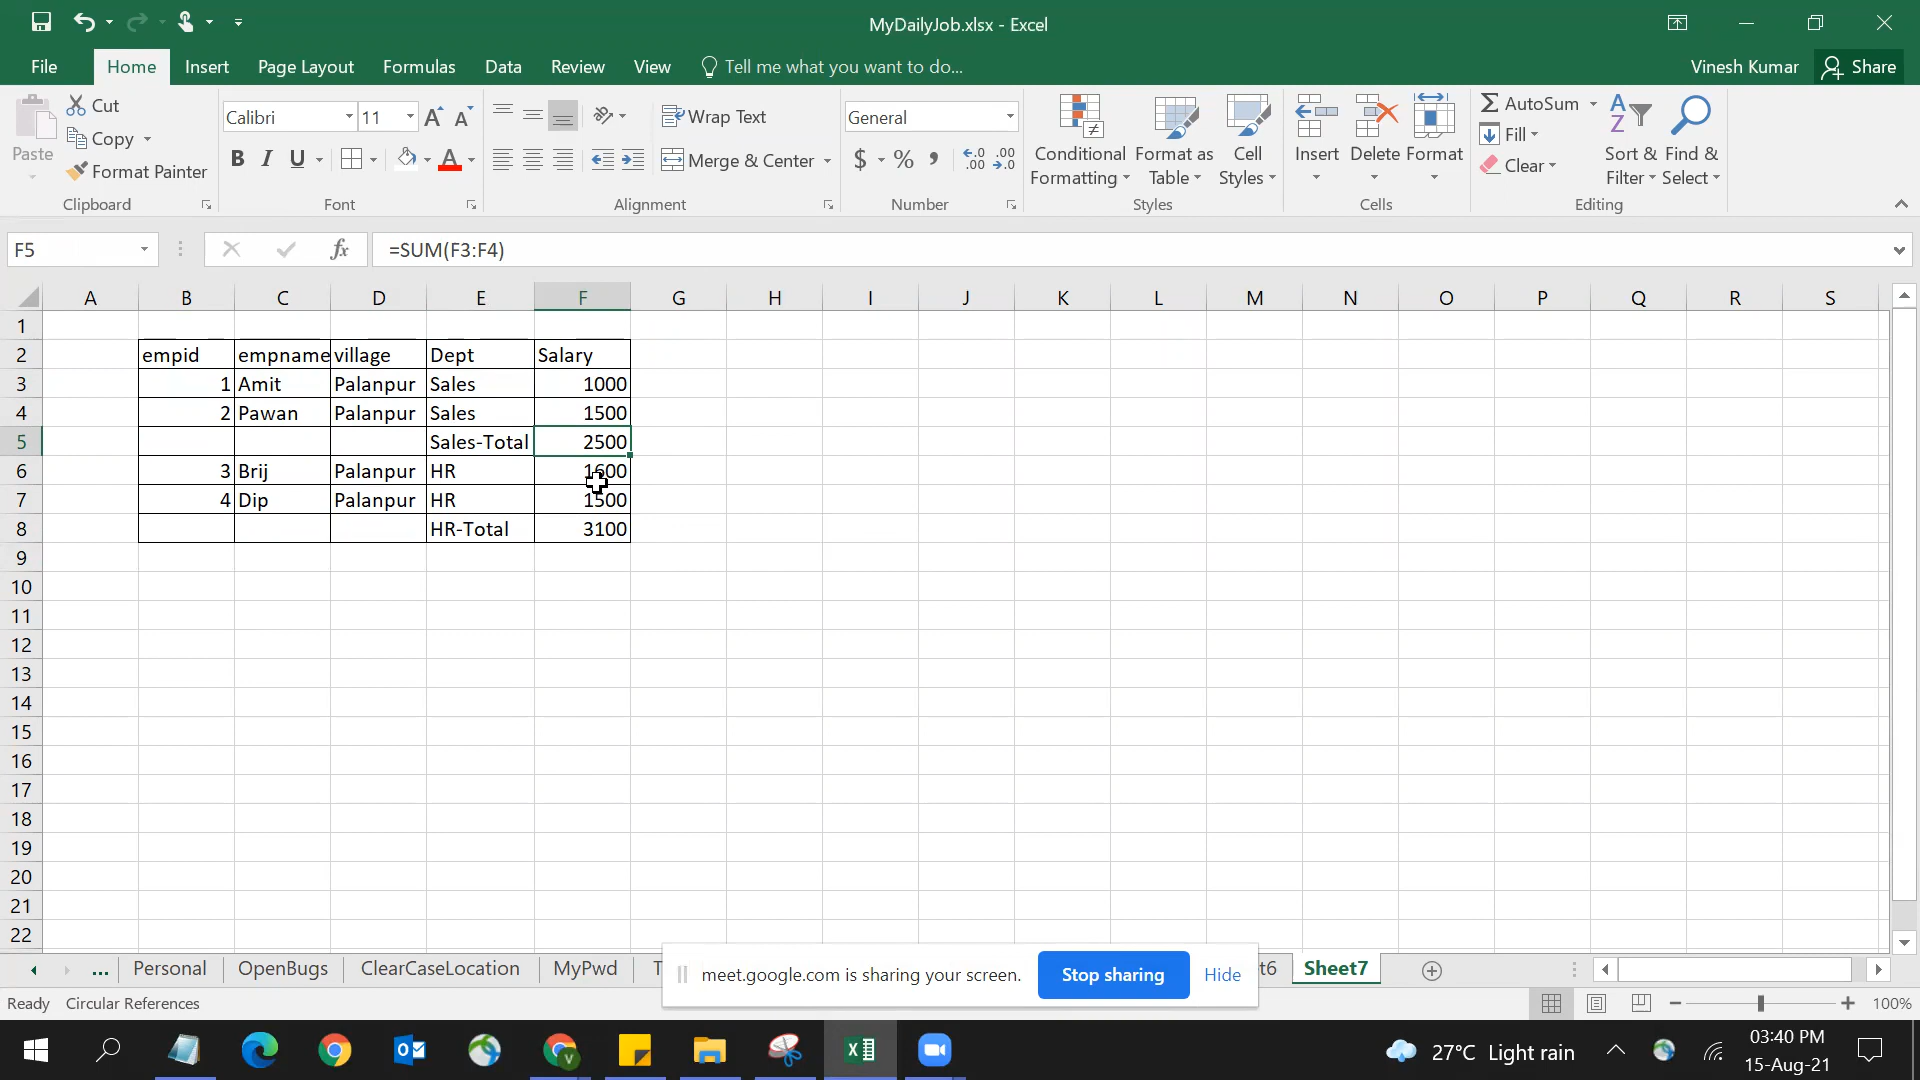 MyDailyJob.xlsx - Excel
File Home Insert Page Layout Formulas Data Review View Tell me what you want to do... Vinesh Kumar Share
Paste
Cut
Copy
Format Painter
Clipboard
Calibri 11
B I U
Font
Wrap Text
Merge & Center
Alignment
General
$ % ,
Number
Conditional Formatting
Format as Table
Cell Styles
Styles
Insert Delete Format
Cells
AutoSum
Fill
Clear
Sort & Filter
Find & Select
Editing
F5 fx =SUM(F3:F4)
A B C D E F G H I J K L M N O P Q R S
1
2 empid empname village Dept Salary
3 1 Amit Palanpur Sales 1000
4 2 Pawan Palanpur Sales 1500
5 Sales-Total 2500
6 3 Brij Palanpur HR 1600
7 4 Dip Palanpur HR 1500
8 HR-Total 3100
9
10
11
12
13
14
15
16
17
18
19
20
21
22
... Personal OpenBugs ClearCaseLocation MyPwd T t6 Sheet7
meet.google.com is sharing your screen. Stop sharing Hide
Ready Circular References 100%
27°C Light rain
03:40 PM
15-Aug-21